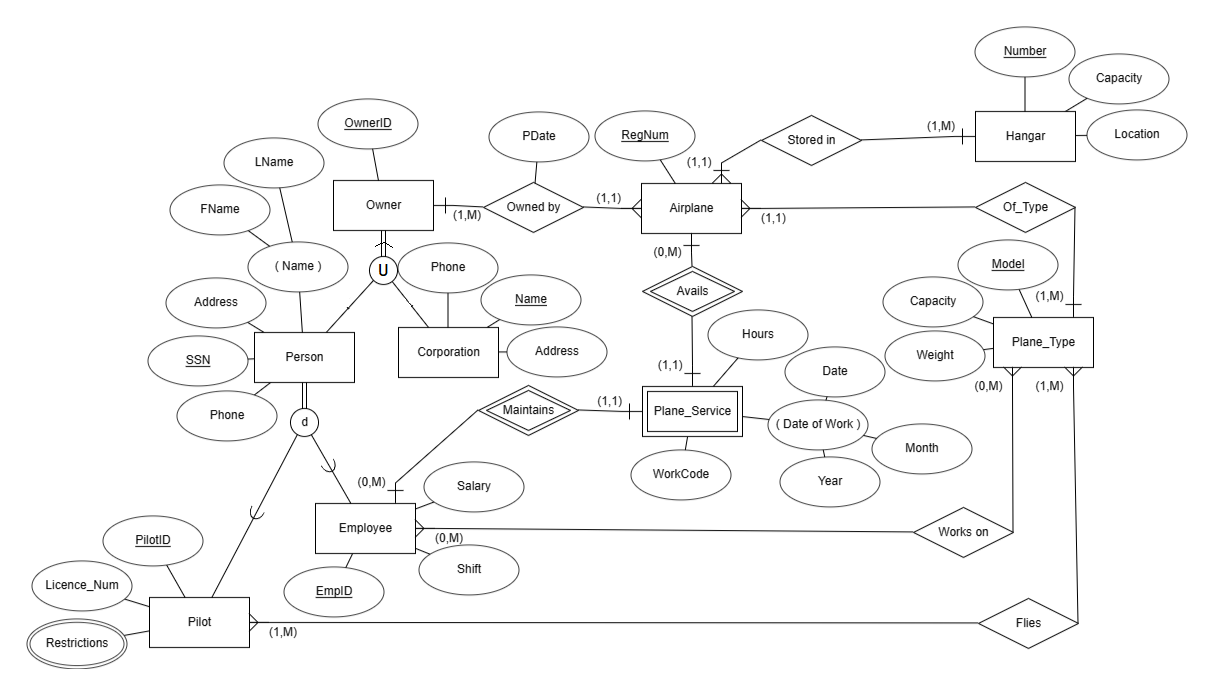 Number
Capacity
Hangar
Location
(1,M)
Stored in
OwnerID
PDate
RegNum
(1,1)
LName
FName
Owner
(1,M)
Owned by
(1,1)
Airplane
(1,1)
Of_Type
( Name )
U
Phone
(0,M)
Avails
Model
Address
Name
Capacity
(1,M)
SSN
Person
Corporation
Address
Hours
Weight
Plane_Type
Phone
(1,1)
Date
(0,M)
(1,M)
d
Maintains
(1,1)
Plane_Service
( Date of Work )
Month
WorkCode
Year
(0,M)
Salary
Employee
(0,M)
Works on
PilotID
Shift
EmpID
Licence_Num
Pilot
(1,M)
Flies
Restrictions